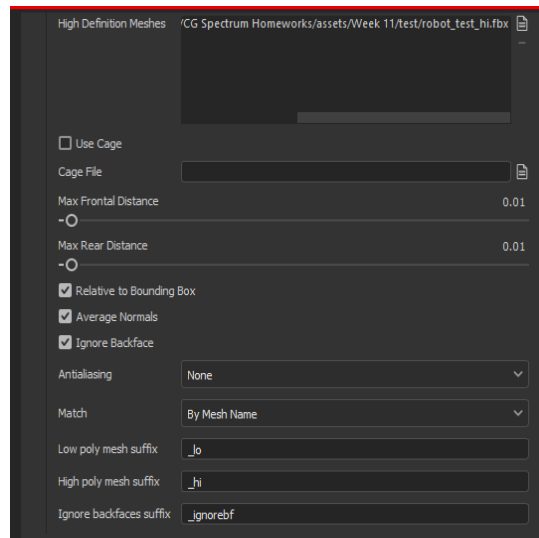 High Definition Meshes /CG Spectrum Homeworks/assets/Week 11/test/robot_test_hi.fbx
Use Cage
Cage File
Max Frontal Distance 0.01
Max Rear Distance 0.01
Relative to Bounding Box
Average Normals
Ignore Backface
Antialiasing None
Match By Mesh Name
Low poly mesh suffix _lo
High poly mesh suffix _hi
Ignore backfaces suffix _ignorebf